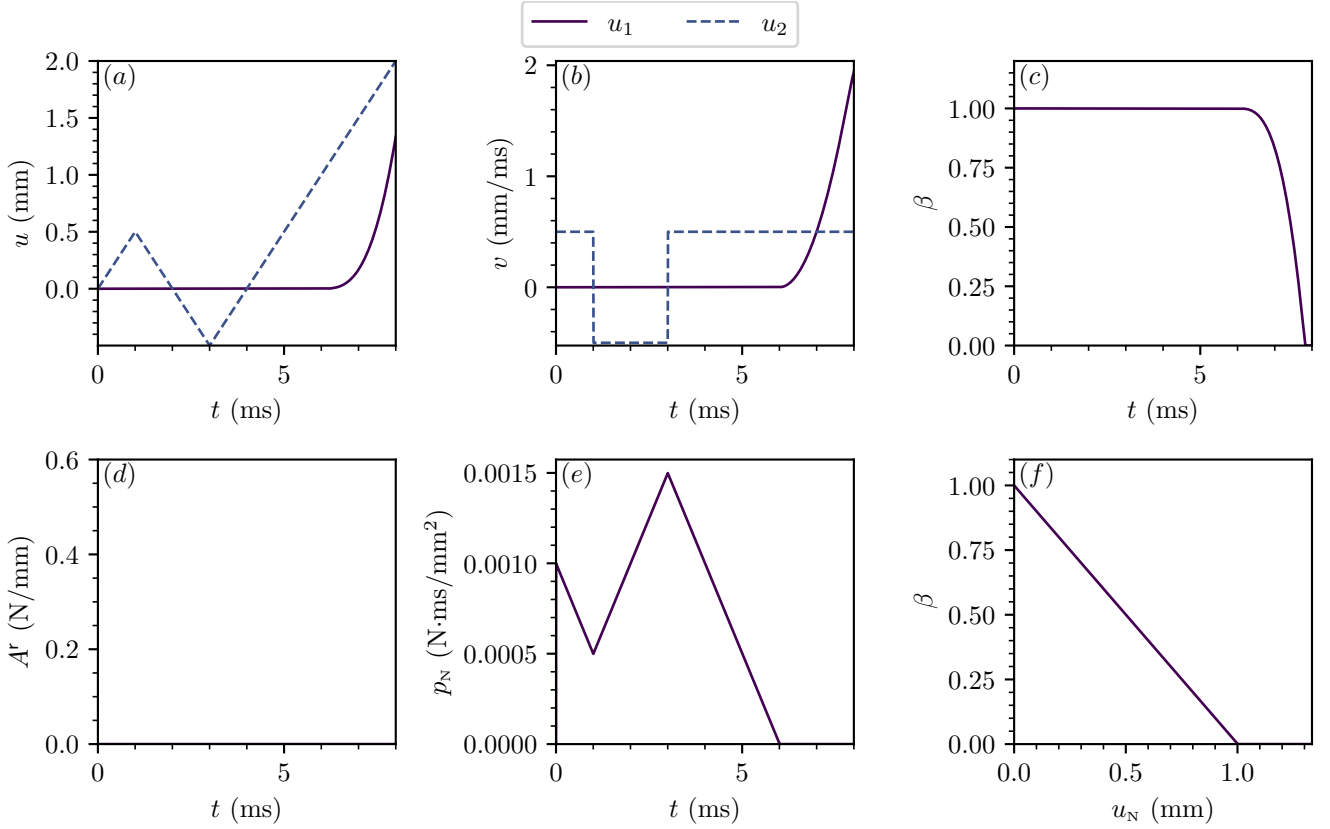 u₁ u₂
(a)
2.0
1.5
1.0
0.5
0.0
u (mm)
0 5
t (ms)
(b)
2
1
0
v (mm/ms)
0 5
t (ms)
(c)
1.00
0.75
0.50
0.25
0.00
β
0 5
t (ms)
(d)
0.6
0.4
0.2
0.0
Aʳ (N/mm)
0 5
t (ms)
(e)
0.0015
0.0010
0.0005
0.0000
p_N (N·ms/mm²)
0 5
t (ms)
(f)
1.00
0.75
0.50
0.25
0.00
β
0.0 0.5 1.0
u_N (mm)